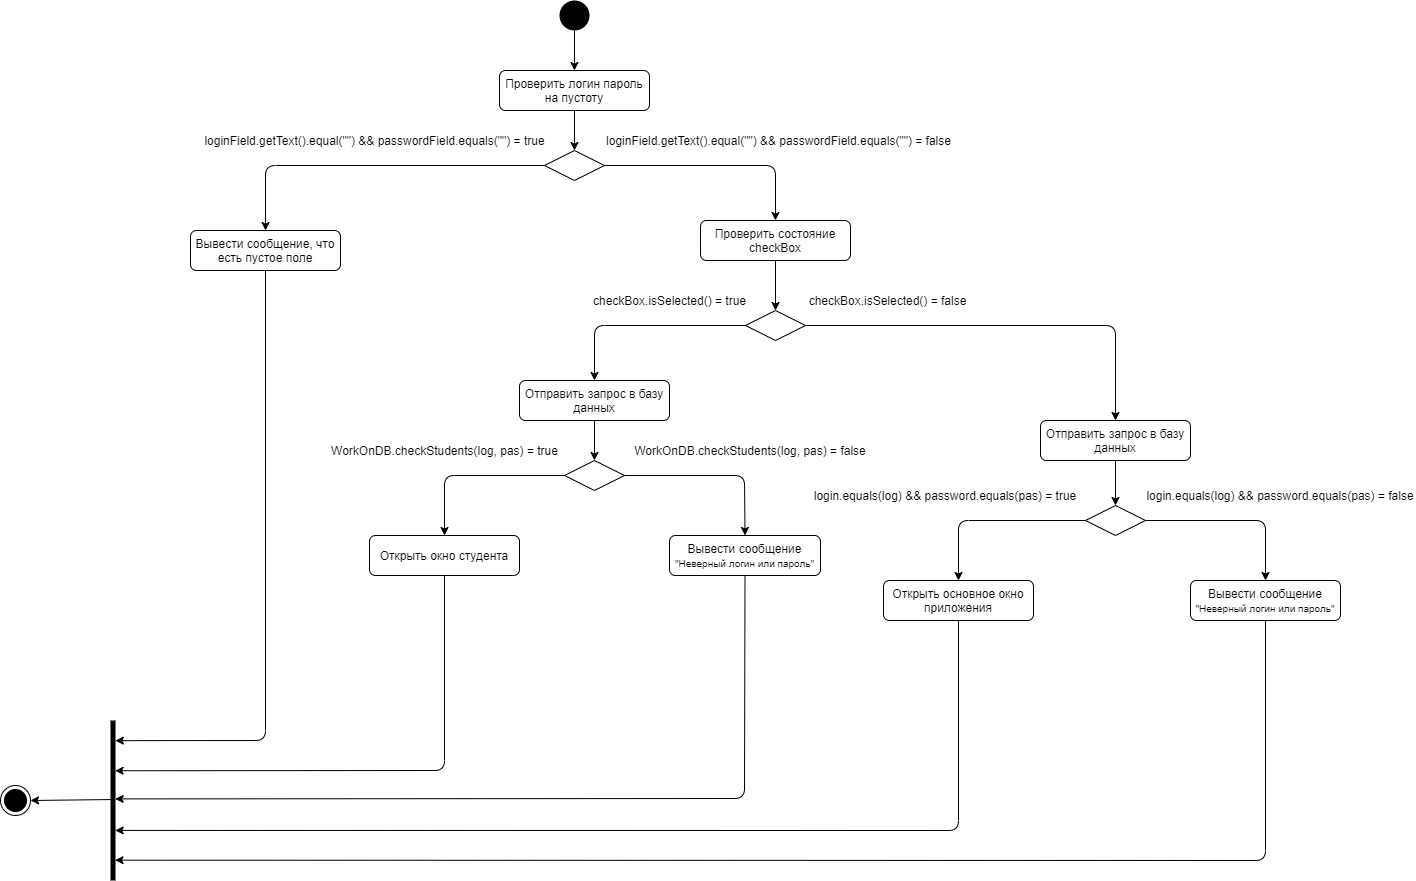 Проверить логин пароль
на пустоту
loginField.getText().equal("") && passwordField.equals("") = true
loginField.getText().equal("") && passwordField.equals("") = false
Вывести сообщение, что
есть пустое поле
Проверить состояние
checkBox
checkBox.isSelected() = true
checkBox.isSelected() = false
Отправить запрос в базу
данных
Отправить запрос в базу
данных
WorkOnDB.checkStudents(log, pas) = true
WorkOnDB.checkStudents(log, pas) = false
login.equals(log) && password.equals(pas) = true
login.equals(log) && password.equals(pas) = false
Открыть окно студента
Вывести сообщение
"Неверный логин или пароль"
Открыть основное окно
приложения
Вывести сообщение
"Неверный логин или пароль"